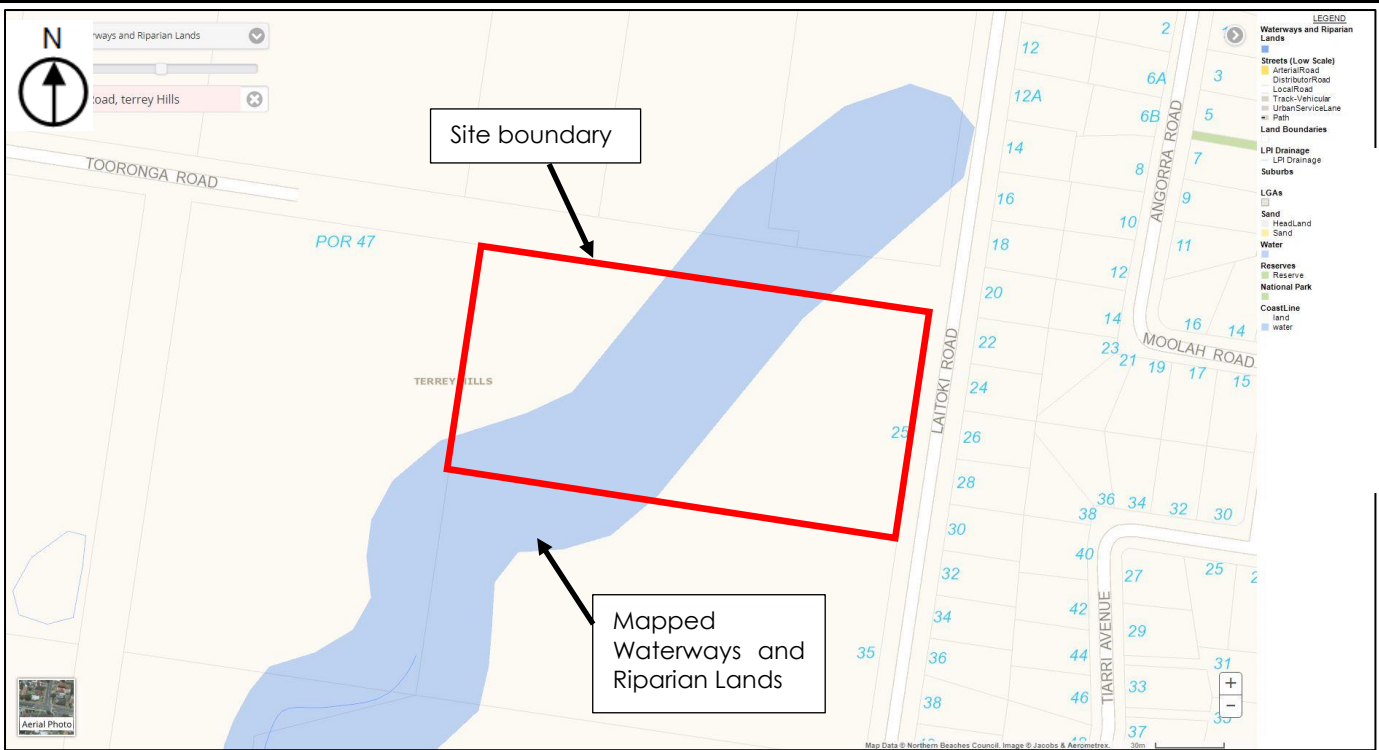 N
rways and Riparian Lands
Road, terrey Hills
Site boundary
TOORONGA ROAD
POR 47
TERREY HILLS
Mapped
Waterways and
Riparian Lands
LAITOKI ROAD
ANGORRA ROAD
MOOLAH ROAD
TIARRI AVENUE
12
12A
14
16
18
20
22
24
25
26
28
30
32
34
35
36
38
2
6A
6B
8
10
12
14
3
5
7
9
11
16
14
23
21
19
17
15
36
34
32
30
38
40
42
44
46
27
25
29
31
33
37
Aerial Photo
+
−
Map Data © Northern Beaches Council. Image © Jacobs & Aerometrex.
30m
LEGEND
Waterways and Riparian
Lands
Streets (Low Scale)
ArterialRoad
DistributorRoad
LocalRoad
Track-Vehicular
UrbanServiceLane
Path
Land Boundaries
LPI Drainage
LPI Drainage
Suburbs
LGAs
Sand
HeadLand
Sand
Water
Reserves
Reserve
National Park
CoastLine
land
water